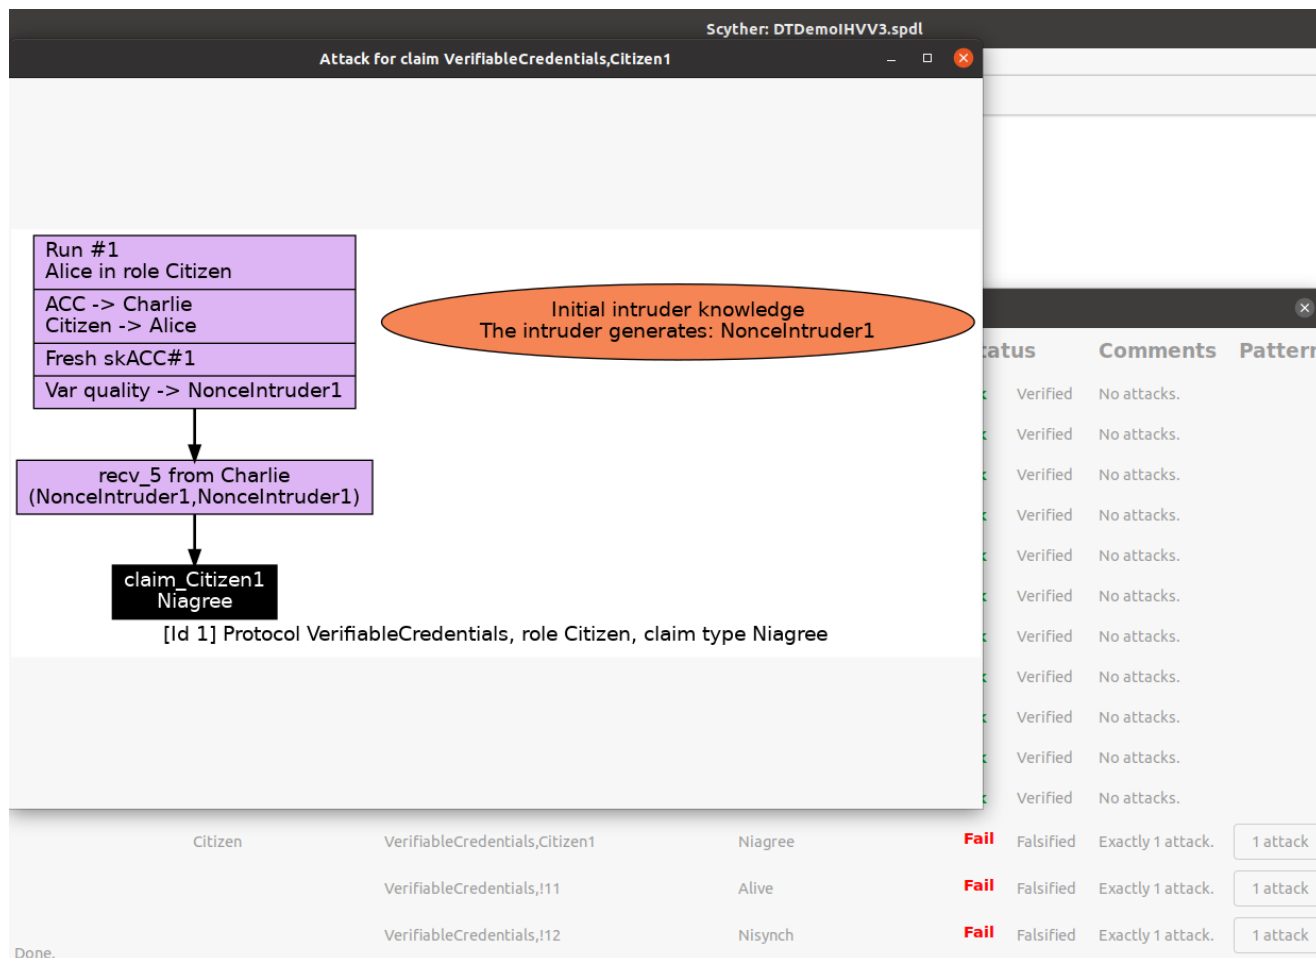 Scyther: DTDemoIHVV3.spdl
Attack for claim VerifiableCredentials,Citizen1
Run #1
Alice in role Citizen
ACC -> Charlie
Citizen -> Alice
Fresh skACC#1
Var quality -> NonceIntruder1
Initial intruder knowledge
The intruder generates: NonceIntruder1
recv_5 from Charlie
(NonceIntruder1,NonceIntruder1)
claim_Citizen1
Niagree
[Id 1] Protocol VerifiableCredentials, role Citizen, claim type Niagree
Comments Pattern
Verified No attacks.
Verified No attacks.
Verified No attacks.
Verified No attacks.
Verified No attacks.
Verified No attacks.
Verified No attacks.
Verified No attacks.
Verified No attacks.
Verified No attacks.
Verified No attacks.
Citizen VerifiableCredentials,Citizen1 Niagree Fail Falsified Exactly 1 attack. 1 attack
VerifiableCredentials,!11 Alive Fail Falsified Exactly 1 attack. 1 attack
VerifiableCredentials,!12 Nisynch Fail Falsified Exactly 1 attack. 1 attack
Done.